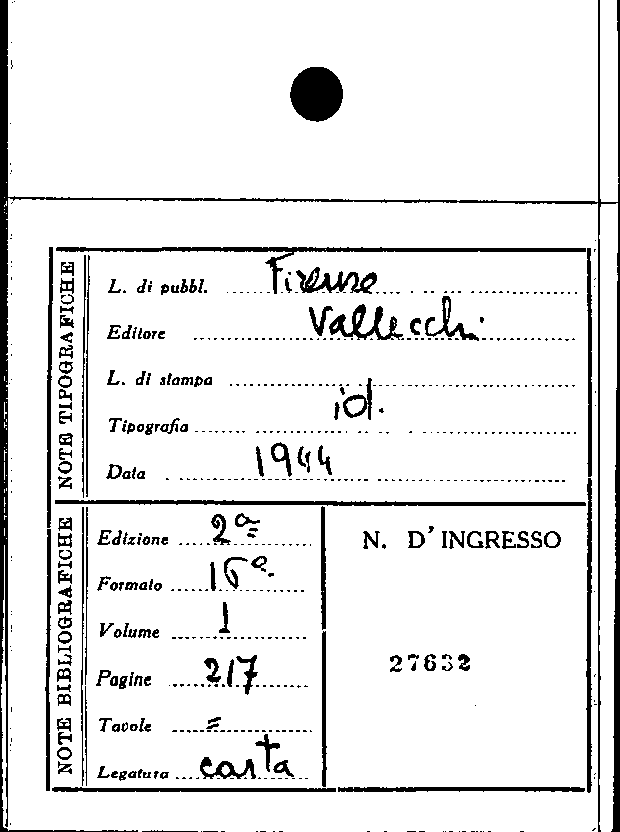 NOTE TIPOGRAFICHE
L. di pubbl. Firenze
Editore Vallecchi
L. di stampa
Tipografia id.
Data 1944
NOTE BIBLIOGRAFICHE
Edizione 2ª
Formato 16º
Volume 1
Pagine 217
Tavole =
Legatura carta
N. D'INGRESSO
27632